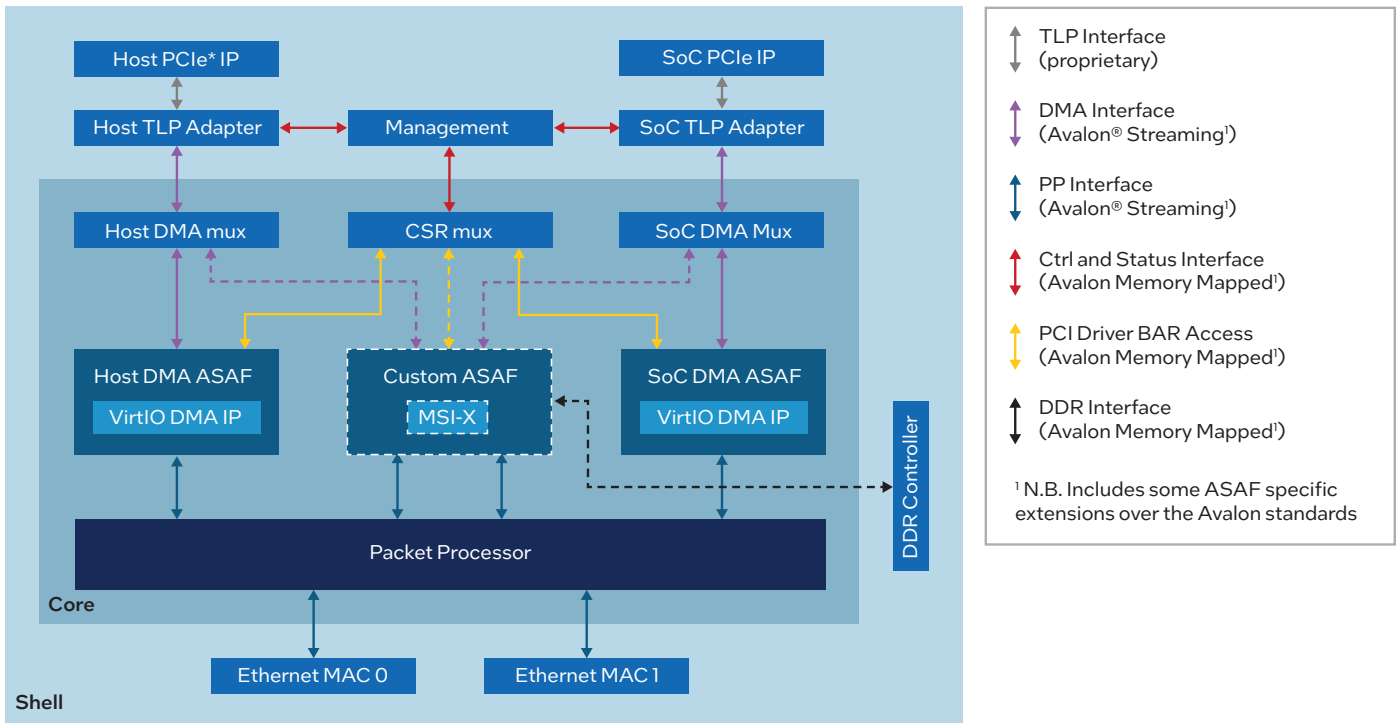 Host PCIe* IP
SoC PCIe IP
Host TLP Adapter
Management
SoC TLP Adapter
Host DMA mux
CSR mux
SoC DMA Mux
Host DMA ASAF
VirtIO DMA IP
Custom ASAF
MSI-X
SoC DMA ASAF
VirtIO DMA IP
DDR Controller
Packet Processor
Core
Ethernet MAC 0
Ethernet MAC 1
Shell
TLP Interface
(proprietary)
DMA Interface
(Avalon® Streaming¹)
PP Interface
(Avalon® Streaming¹)
Ctrl and Status Interface
(Avalon Memory Mapped¹)
PCI Driver BAR Access
(Avalon Memory Mapped¹)
DDR Interface
(Avalon Memory Mapped¹)
¹ N.B. Includes some ASAF specific
extensions over the Avalon standards